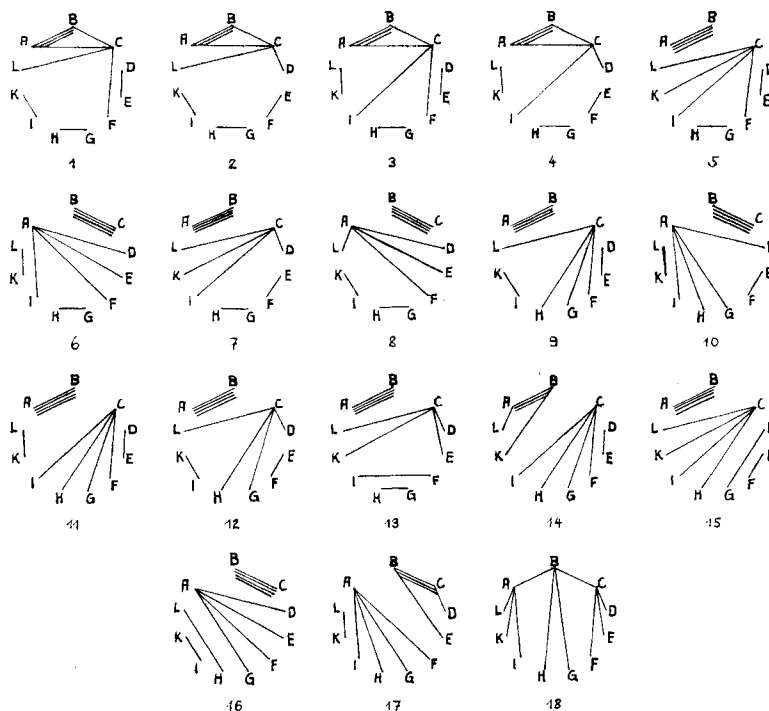 B B B B B
A C A C A C A C A C
L D L D L D L D L D
K E K E K E K E K E
I F I F I F I F I F
H G H G H G H G H G
1 2 3 4 5
B B B B B
A C A C A C A C A C
L D L D L D L D L D
K E K E K E K E K E
I F I F I F I F I F
H G H G H G H G H G
6 7 8 9 10
B B B B B
A C A C A C A C A C
L D L D L D L D L D
K E K E K E K E K E
I F I F I F I F I F
H G H G H G H G H G
11 12 13 14 15
B B B
A C A C A C
L D L D L D
K E K E K E
I F I F I F
H G H G H G
16 17 18